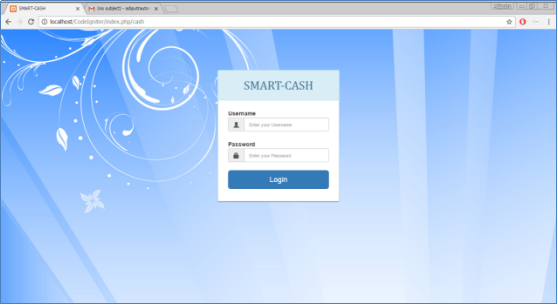 SMART-CASH
(no subject) -
localhost/CodeIgniter/index.php/cash
SMART-CASH
Username
Enter your Username
Password
Enter your Password
Login